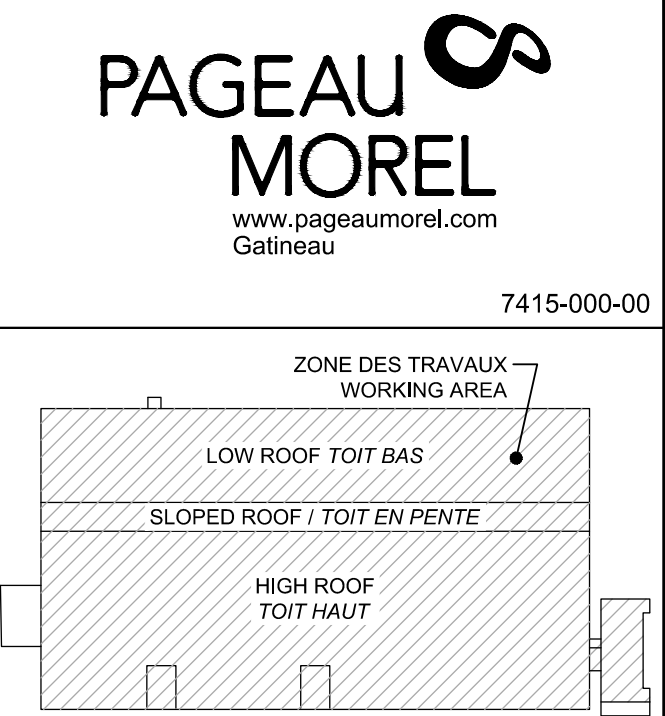 PAGEAU
MOREL
www.pageaumorel.com
Gatineau
7415-000-00
ZONE DES TRAVAUX
WORKING AREA
LOW ROOF TOIT BAS
SLOPED ROOF / TOIT EN PENTE
HIGH ROOF
TOIT HAUT